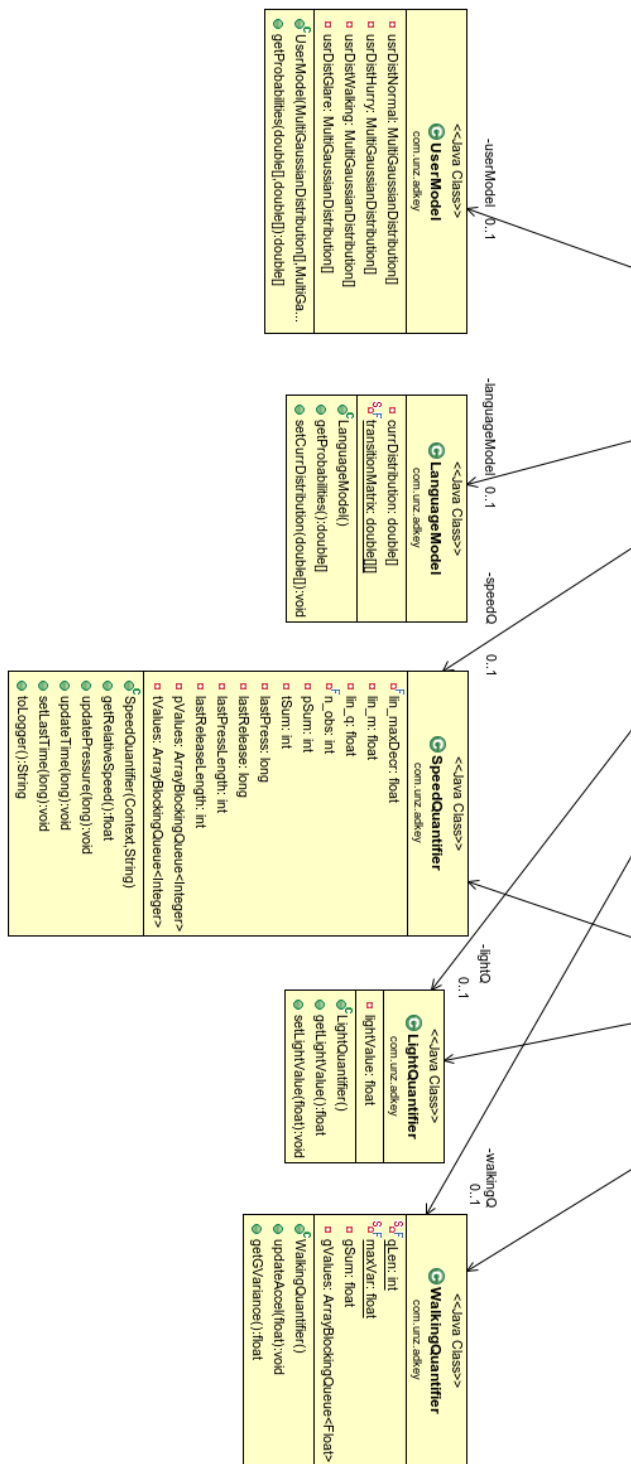 -userModel 0..1
<<Java Class>>
UserModel
com.unz.adkey
usrDistNormal: MultiGaussianDistribution[]
usrDistHurry: MultiGaussianDistribution[]
usrDistWalking: MultiGaussianDistribution[]
usrDistGlare: MultiGaussianDistribution[]
UserModel(MultiGaussianDistribution[],MultiGa...
getProbabilities(double[],double[]):double[]
-languageModel 0..1
<<Java Class>>
LanguageModel
com.unz.adkey
currDistribution: double[]
transitionMatrix: double[][]
LanguageModel()
getProbabilities():double[]
setCurrDistribution(double[]):void
-speedQ 0..1
<<Java Class>>
SpeedQuantifier
com.unz.adkey
lin_maxDecr: float
lin_m: float
lin_q: float
n_obs: int
pSum: int
tSum: int
lastPress: long
lastRelease: long
lastPressLength: int
lastReleaseLength: int
pValues: ArrayBlockingQueue<Integer>
tValues: ArrayBlockingQueue<Integer>
SpeedQuantifier(Context,String)
getRelativeSpeed():float
updatePressure(long):void
updateTime(long):void
setLastTime(long):void
toLogger():String
-lightQ
0..1
<<Java Class>>
LightQuantifier
com.unz.adkey
lightValue: float
LightQuantifier()
getLightValue():float
setLightValue(float):void
-walkingQ
0..1
<<Java Class>>
WalkingQuantifier
com.unz.adkey
gLen: int
maxVar: float
gSum: float
gValues: ArrayBlockingQueue<Float>
WalkingQuantifier()
updateAccel(float):void
getGVariance():float